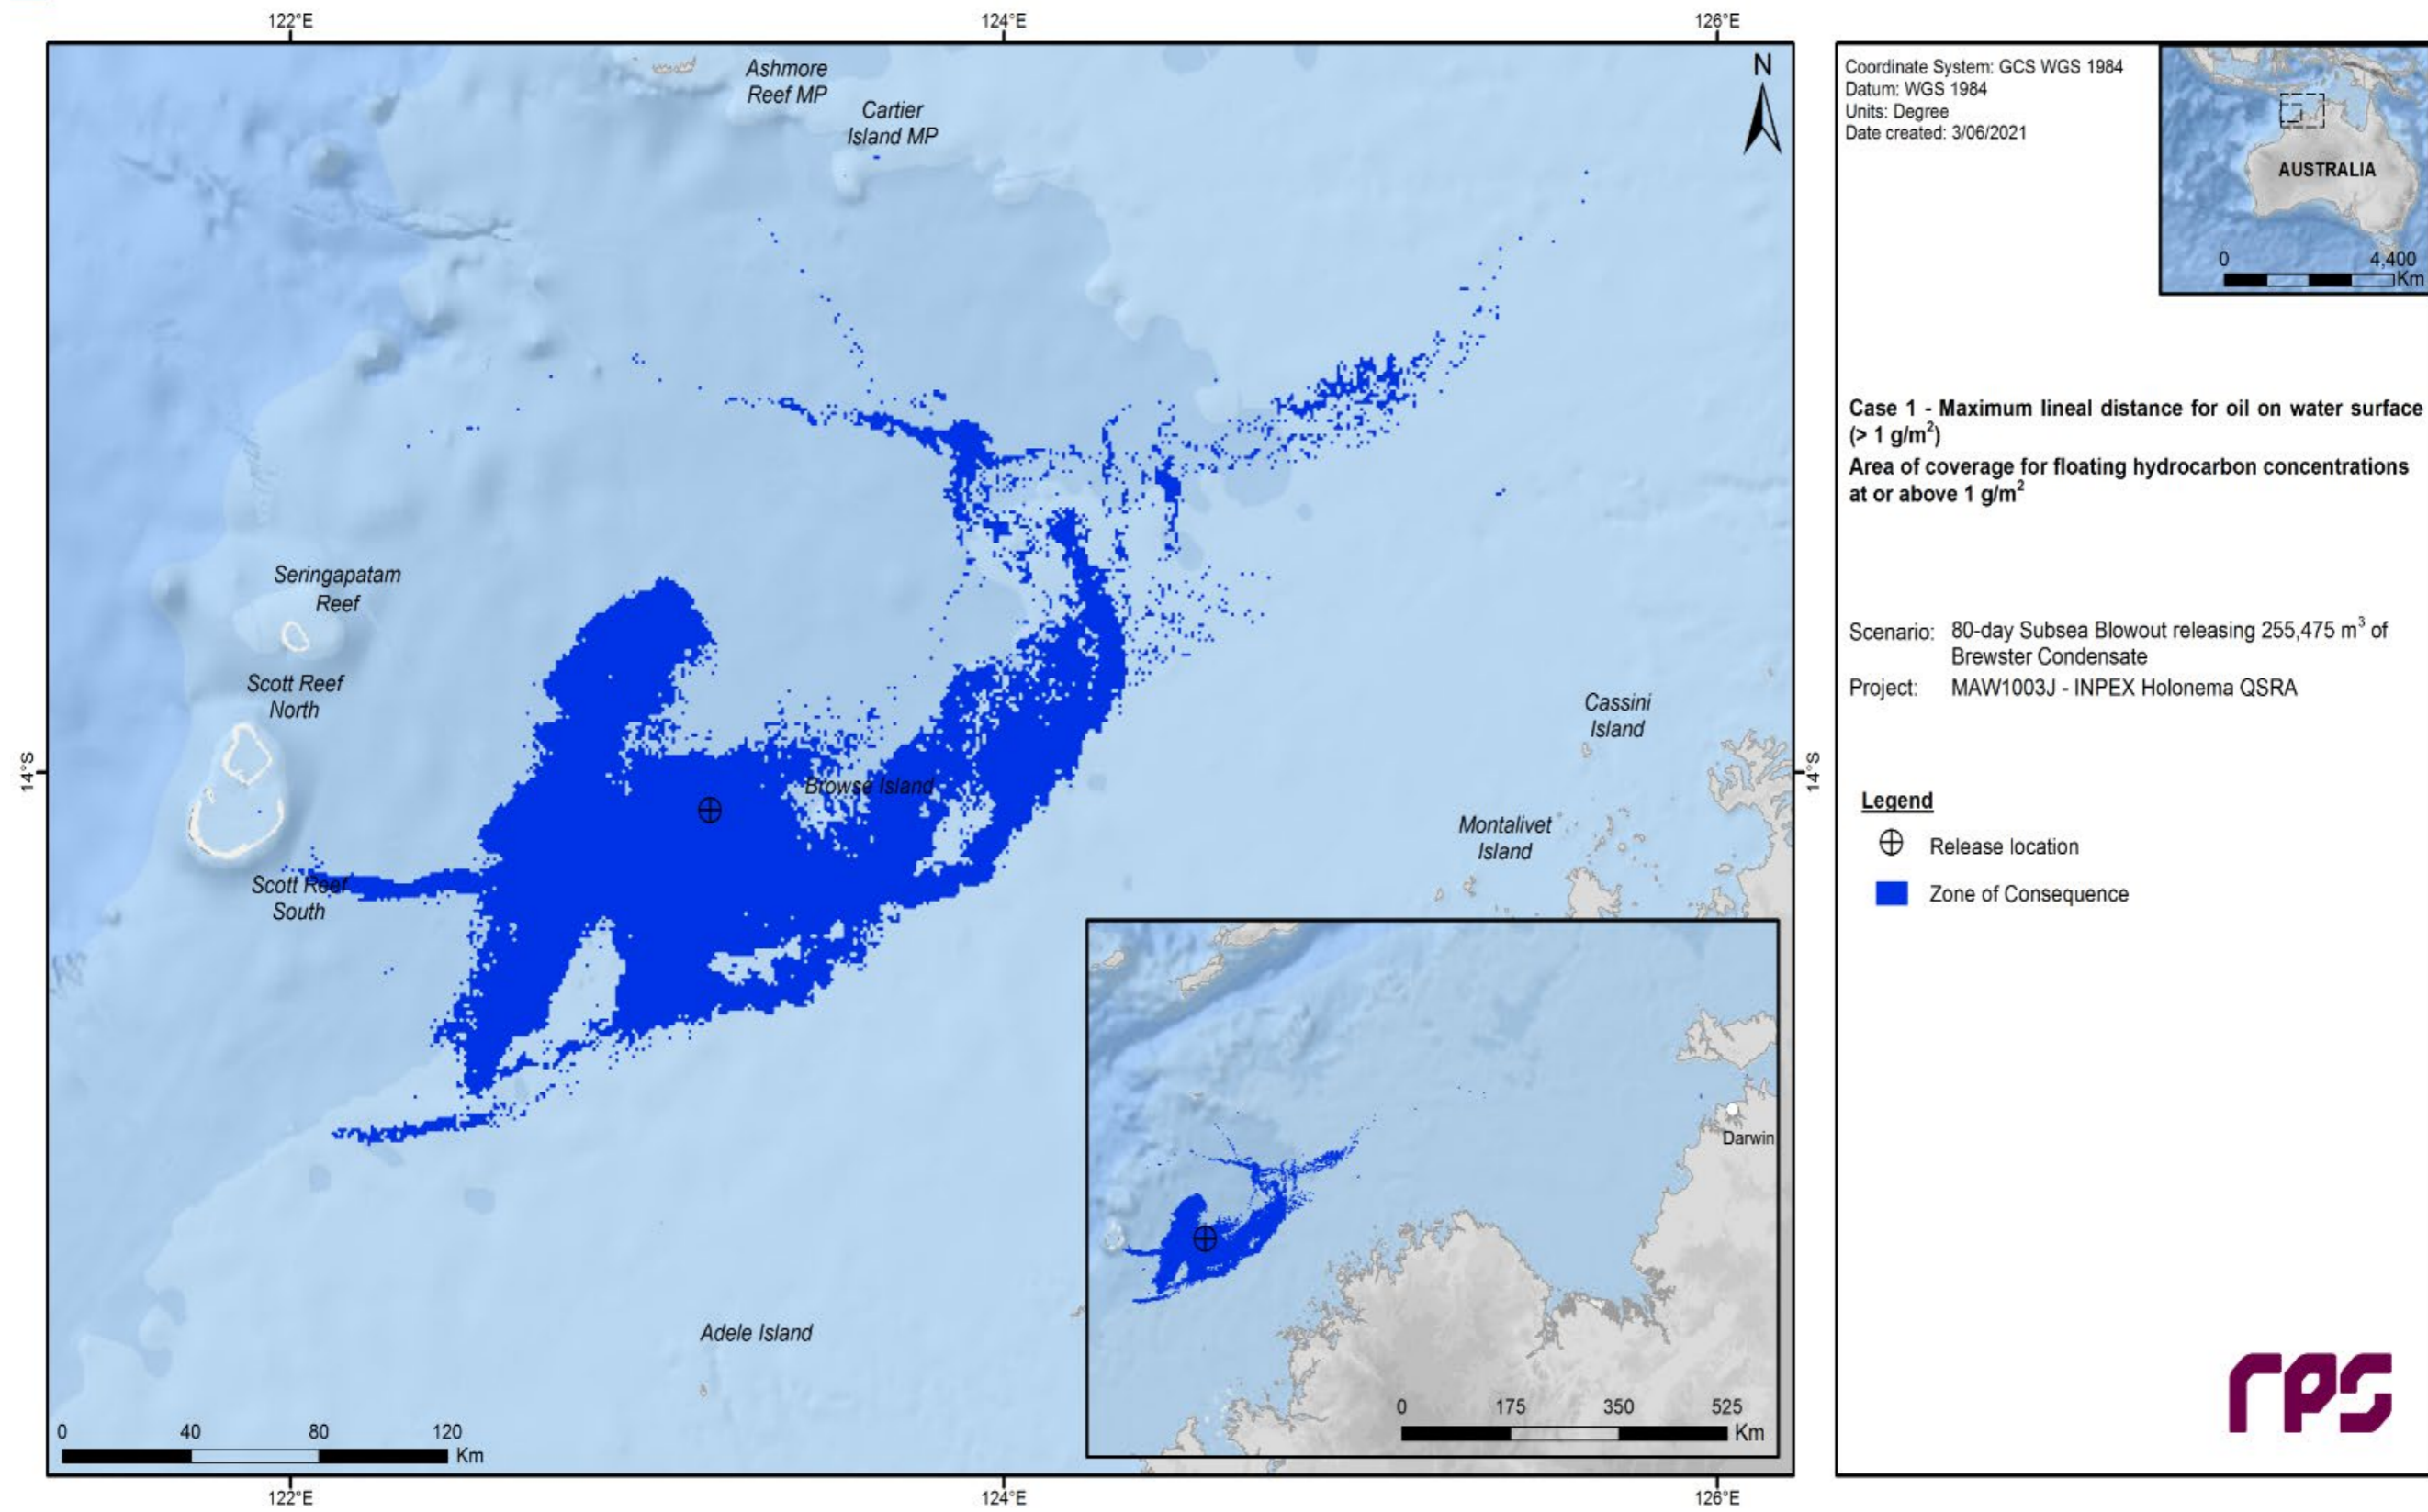 122°E
124°E
126°E
Ashmore
Reef MP
Cartier
Island MP
N
Seringapatam
Reef
Scott Reef
North
14°S
14°S
Browse Island
Scott Reef
South
Cassini
Island
Montalivet
Island
Adele Island
0 40 80 120
Km
Darwin
0 175 350 525
Km
122°E
124°E
126°E
Coordinate System: GCS WGS 1984
Datum: WGS 1984
Units: Degree
Date created: 3/06/2021
AUSTRALIA
0 4,400
Km
Case 1 - Maximum lineal distance for oil on water surface
(> 1 g/m²)
Area of coverage for floating hydrocarbon concentrations
at or above 1 g/m²
Scenario: 80-day Subsea Blowout releasing 255,475 m³ of
Brewster Condensate
Project: MAW1003J - INPEX Holonema QSRA
Legend
Release location
Zone of Consequence
rps